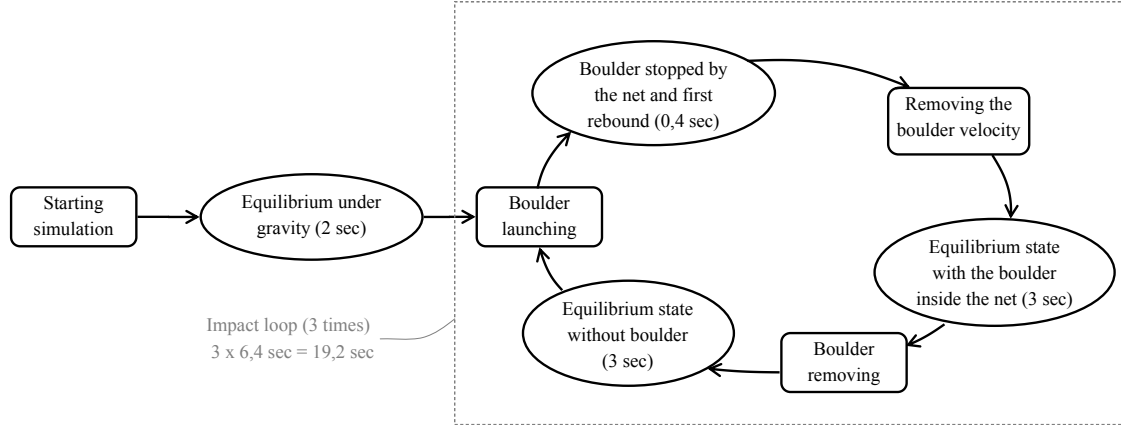 Starting
simulation
Equilibrium under
gravity (2 sec)
Boulder
launching
Boulder stopped by
the net and first
rebound (0,4 sec)
Removing the
boulder velocity
Equilibrium state
with the boulder
inside the net (3 sec)
Boulder
removing
Equilibrium state
without boulder
(3 sec)
Impact loop (3 times)
3 x 6,4 sec = 19,2 sec